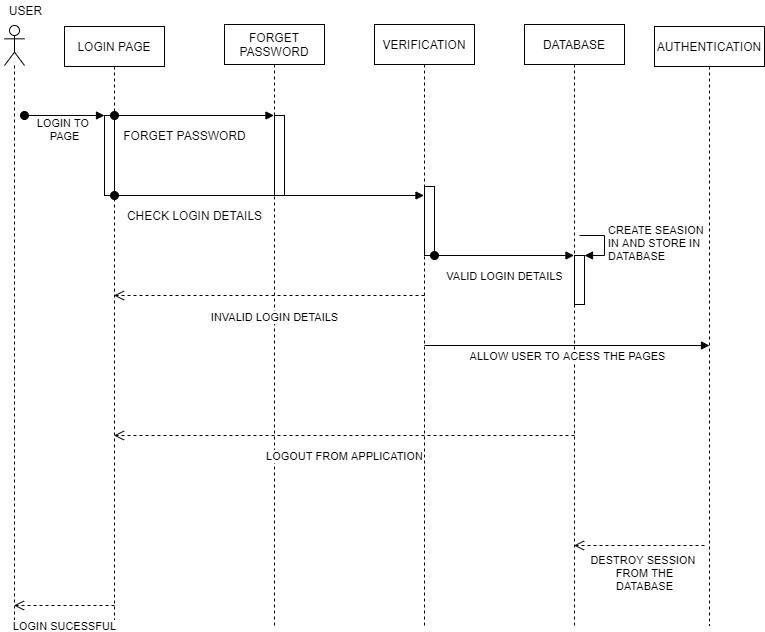 USER
LOGIN PAGE
FORGET
PASSWORD
VERIFICATION
DATABASE
AUTHENTICATION
LOGIN TO
PAGE
FORGET PASSWORD
CHECK LOGIN DETAILS
CREATE SEASION
IN AND STORE IN
DATABASE
VALID LOGIN DETAILS
INVALID LOGIN DETAILS
ALLOW USER TO ACESS THE PAGES
LOGOUT FROM APPLICATION
DESTROY SESSION
FROM THE
DATABASE
LOGIN SUCESSFUL